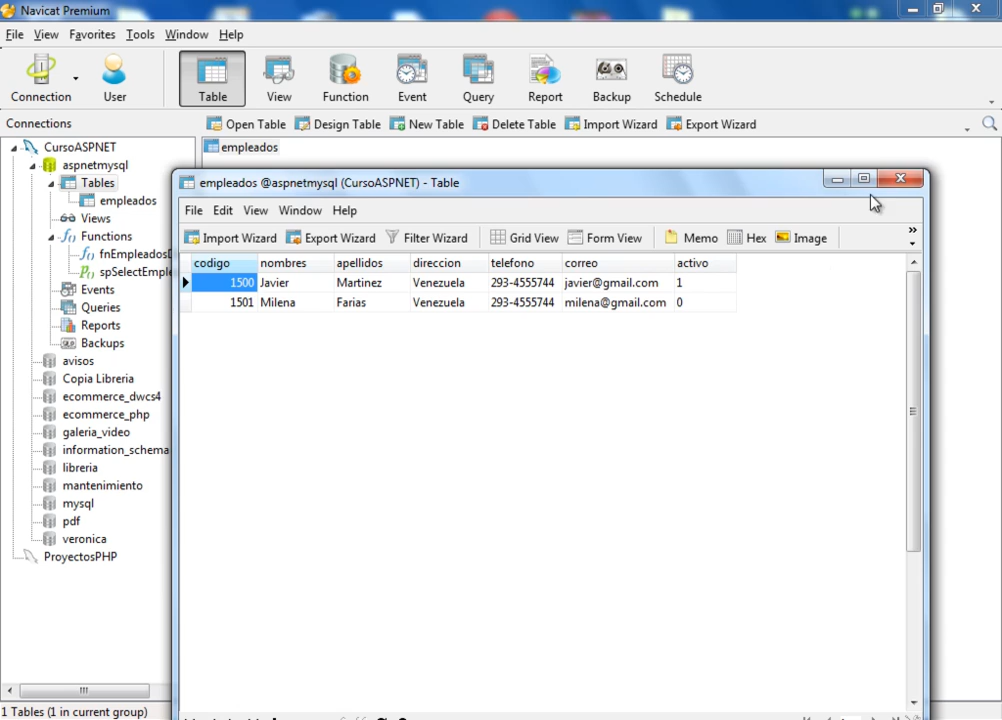 Navicat Premium
File View Favorites Tools Window Help
Connection User Table View Function Event Query Report Backup Schedule
Connections
Open Table Design Table New Table Delete Table Import Wizard Export Wizard
CursoASPNET
aspnetmysql
Tables
empleados
Views
Functions
fnEmpleadosD
spSelectEmple
Events
Queries
Reports
Backups
avisos
Copia Libreria
ecommerce_dwcs4
ecommerce_php
galeria_video
information_schema
libreria
mantenimiento
mysql
pdf
veronica
ProyectosPHP
1 Tables (1 in current group)
empleados
empleados @aspnetmysql (CursoASPNET) - Table
File Edit View Window Help
Import Wizard Export Wizard Filter Wizard Grid View Form View Memo Hex Image
codigo nombres apellidos direccion telefono correo activo
1500 Javier Martinez Venezuela 293-4555744 javier@gmail.com 1
1501 Milena Farias Venezuela 293-4555744 milena@gmail.com 0